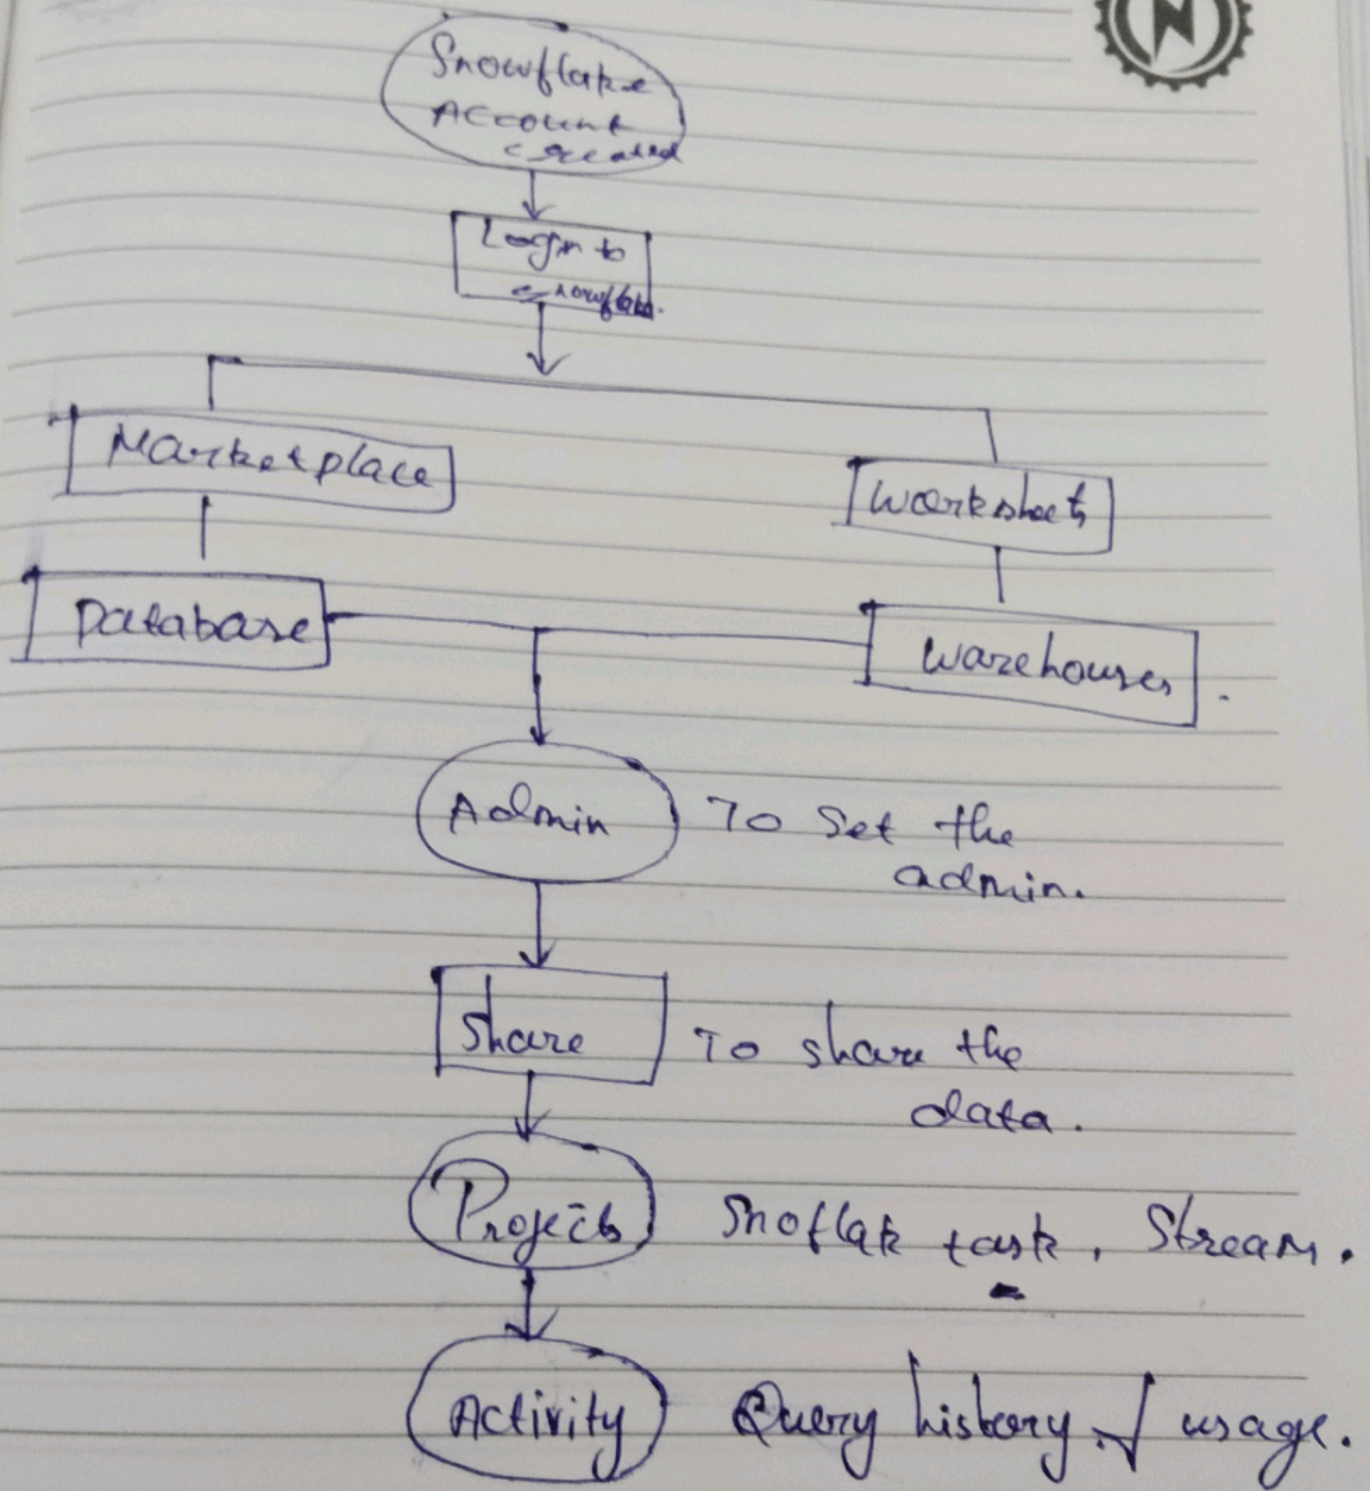 Snowflake
Account
created
Login to
snowflake.
Marketplace
Worksheets
Database
Warehouses.
Admin To Set the
admin.
Share To share the
data.
Projects Snoflak task, Stream.
Activity Query history / usage.